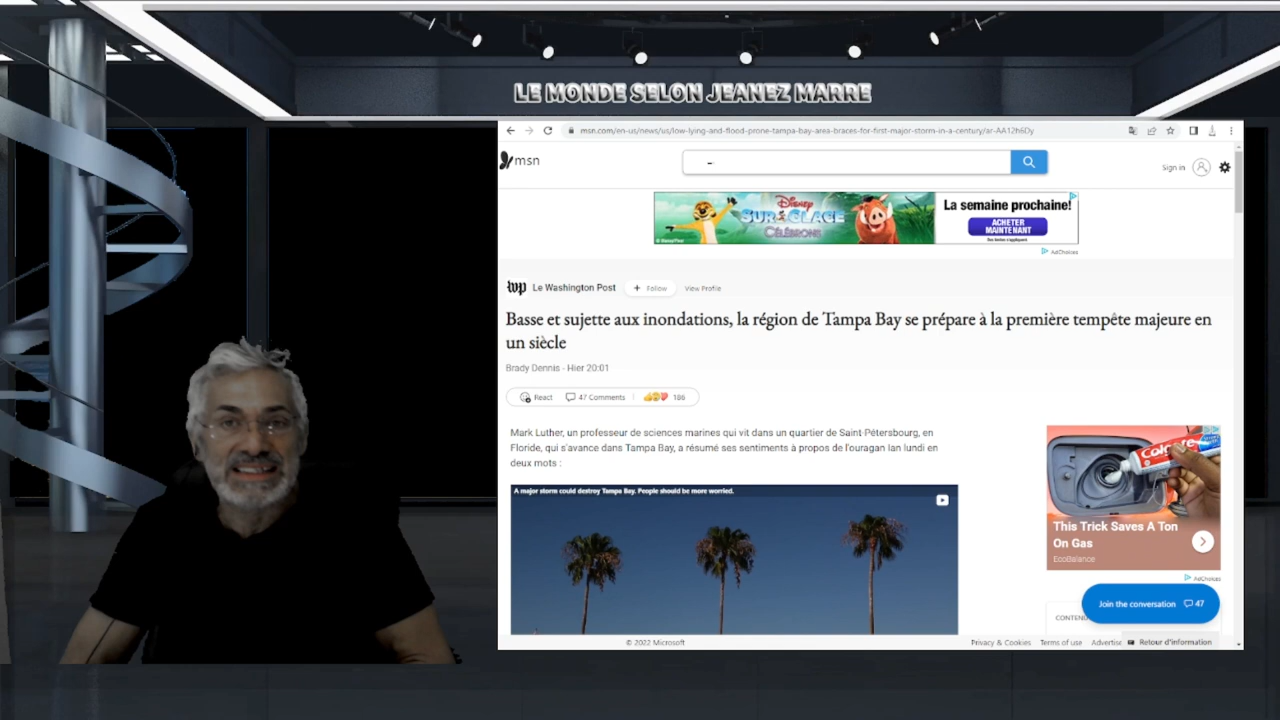 LE MONDE SELON JEANEZ MARRE
msn.com/en-us/news/us/low-lying-and-flood-prone-tampa-bay-area-braces-for-first-major-storm-in-a-century/ar-AA12h6Dy
msn
Sign in
Disney
SUR GLACE
CÉLÉBRONS
La semaine prochaine!
ACHETER
MAINTENANT
AdChoices
wp Le Washington Post + Follow View Profile
Basse et sujette aux inondations, la région de Tampa Bay se prépare à la première tempête majeure en
un siècle
Brady Dennis - Hier 20:01
React 47 Comments 186
Mark Luther, un professeur de sciences marines qui vit dans un quartier de Saint-Pétersbourg, en
Floride, qui s'avance dans Tampa Bay, a résumé ses sentiments à propos de l'ouragan Ian lundi en
deux mots :
A major storm could destroy Tampa Bay. People should be more worried.
Colgate
This Trick Saves A Ton
On Gas
EcoBalance
AdChoices
Join the conversation 47
CONTENU
© 2022 Microsoft
Privacy & Cookies Terms of use Advertise Retour d'information